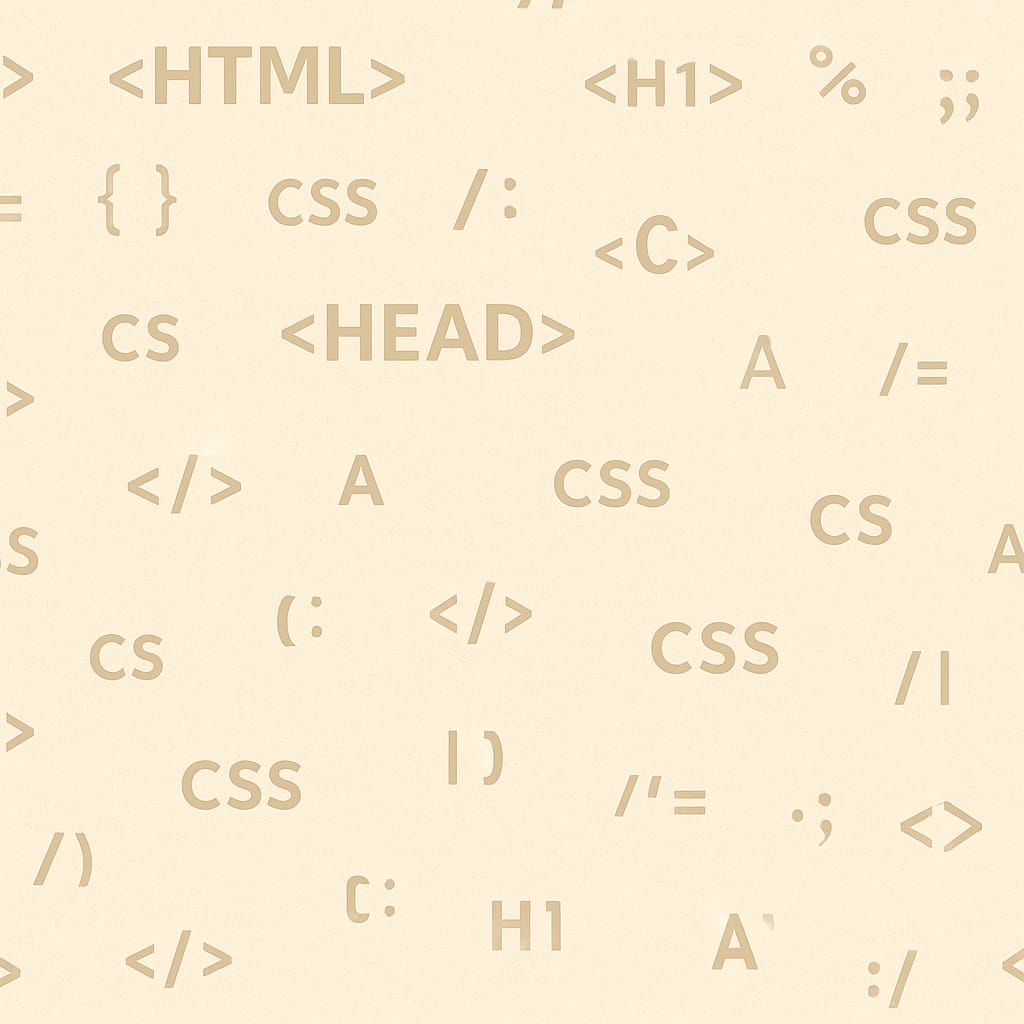 //
> <HTML> <H1> % ;;
= { } CSS /: <C> CSS
CS <HEAD> A /=
>
</> A CSS CS
S A
(: </>
CS CSS /|
>
CSS |) /'= .; <>
/) C: H1 A'
> </> :/ <